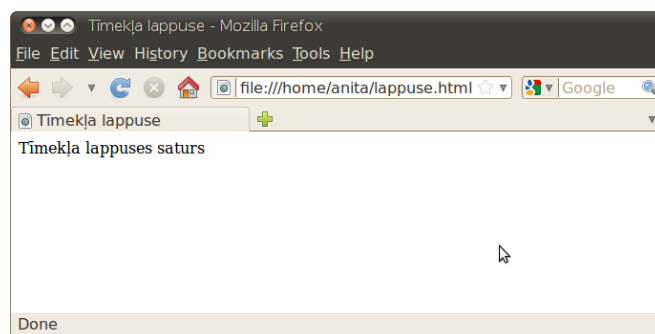 Tīmekļa lappuse - Mozilla Firefox
File Edit View History Bookmarks Tools Help
file:///home/anita/lappuse.html Google
Tīmekļa lappuse
Tīmekļa lappuses saturs
Done